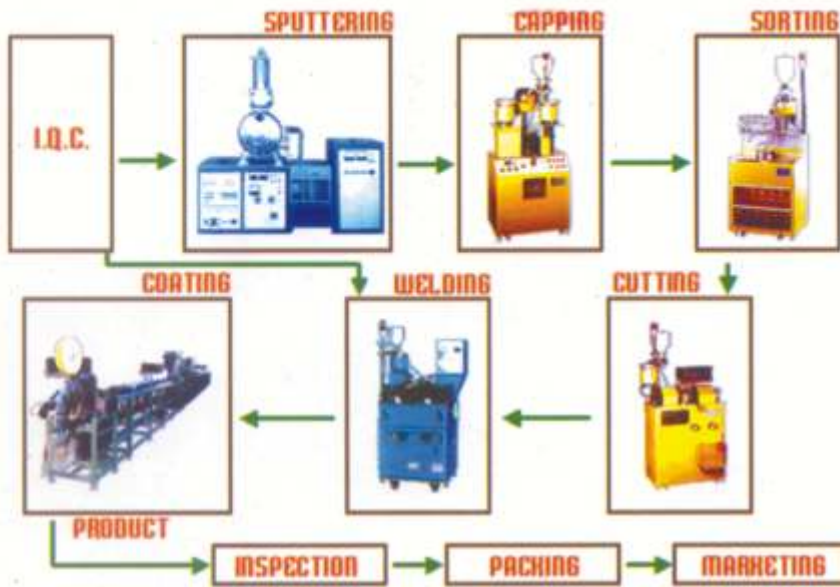 SPUTTERING
CAPPING
SORTING
I.Q.C.
COATING
WELDING
CUTTING
PRODUCT
INSPECTION
PACKING
MARKETING